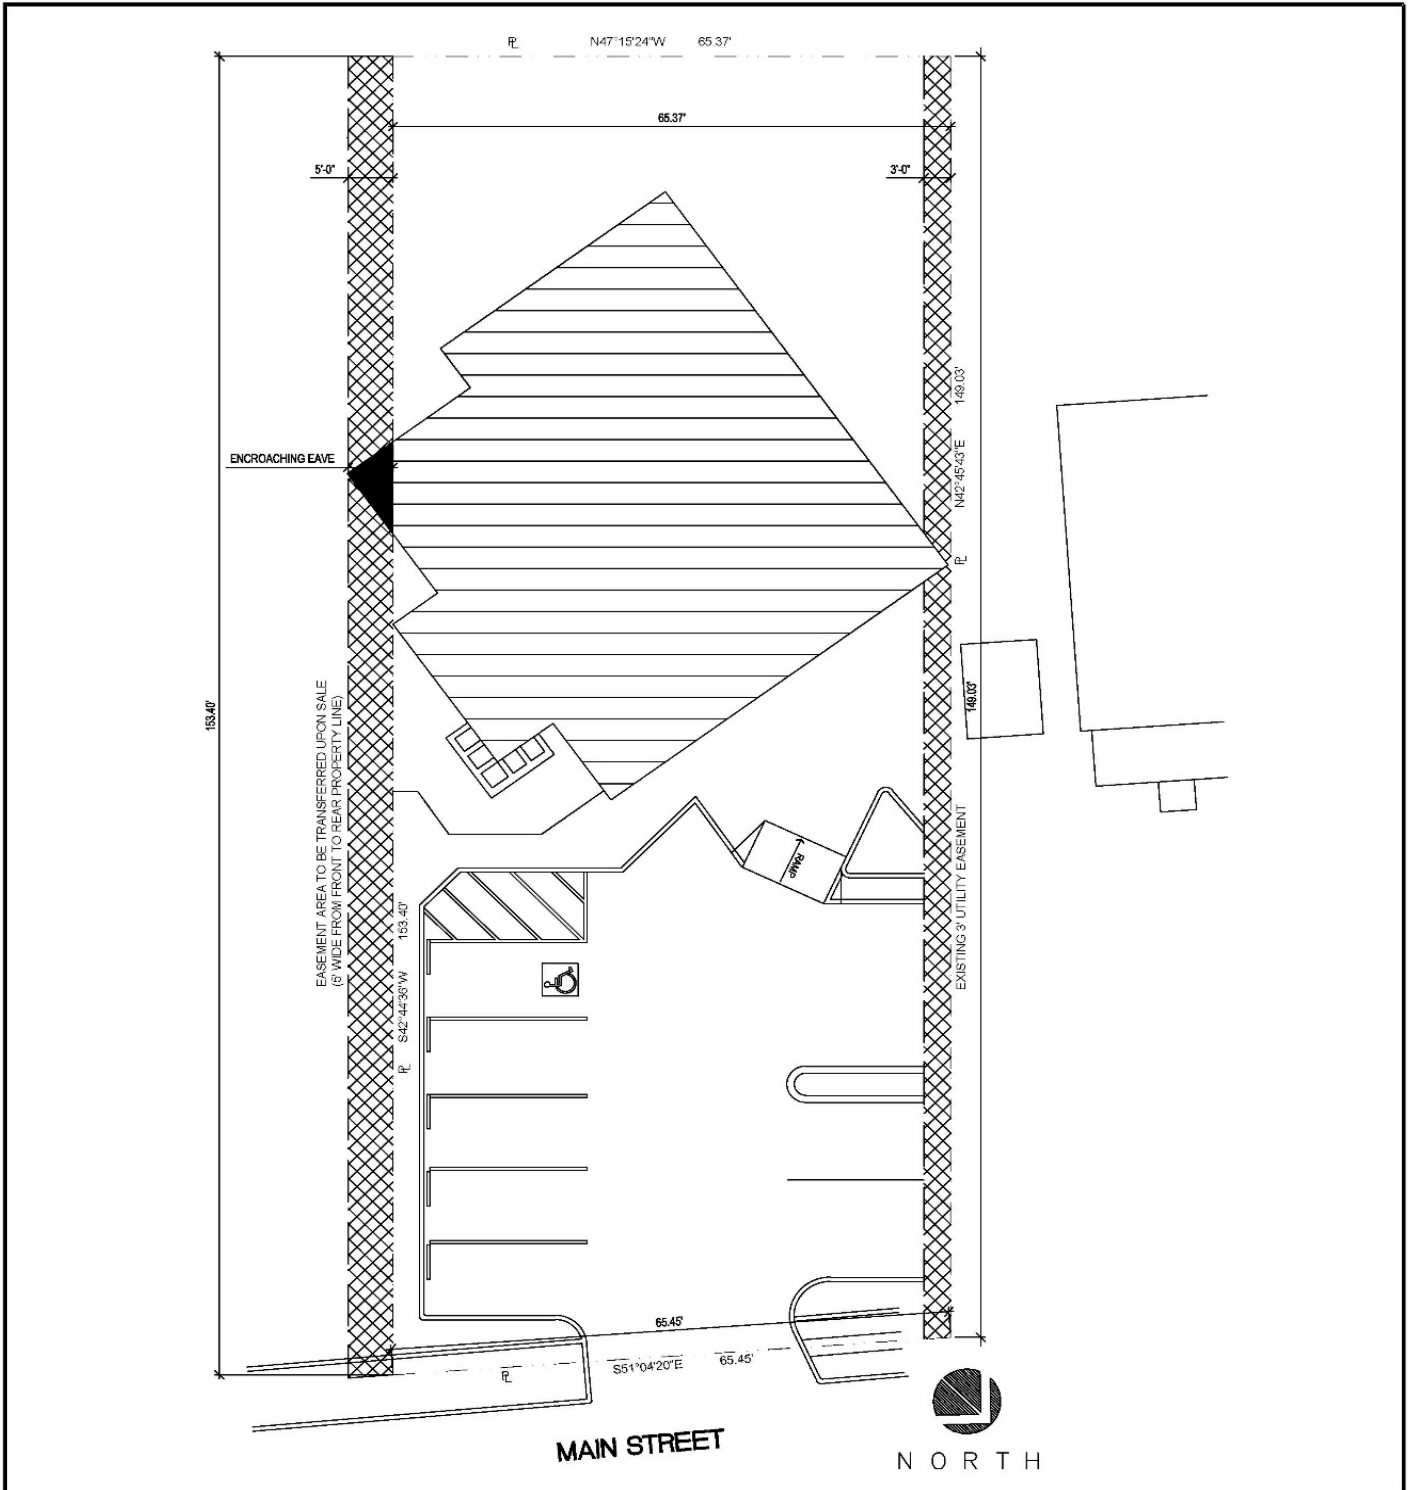 PL N47°15'24"W 65.37'
65.37'
5'-0"
3'-0"
ENCROACHING EAVE
149.03'
N42°45'43"E
PL
153.40'
EASEMENT AREA TO BE TRANSFERRED UPON SALE
(5' WIDE FROM FRONT TO REAR PROPERTY LINE)
149.03'
RAMP
153.40'
S42°44'36"W
PL
EXISTING 3' UTILITY EASEMENT
65.45'
S51°04'20"E 65.45'
PL
MAIN STREET
NORTH